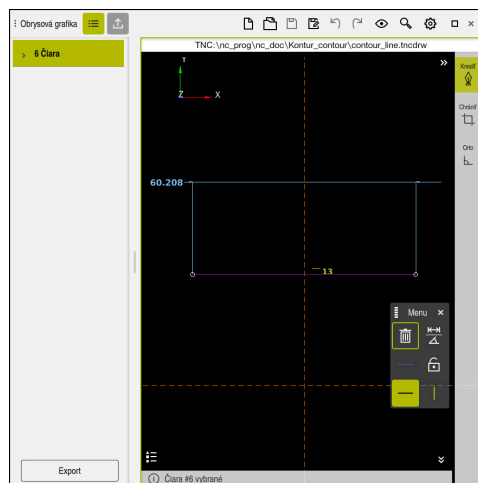 Obrysová grafika
TNC:\nc_prog\nc_doc\Kontur_contour\contour_line.tncdrw
6 Čiara
Kresliť
Chrániť
Orto
Y
Z X
60.208
13
Menu
Export
Čiara #6 vybrané